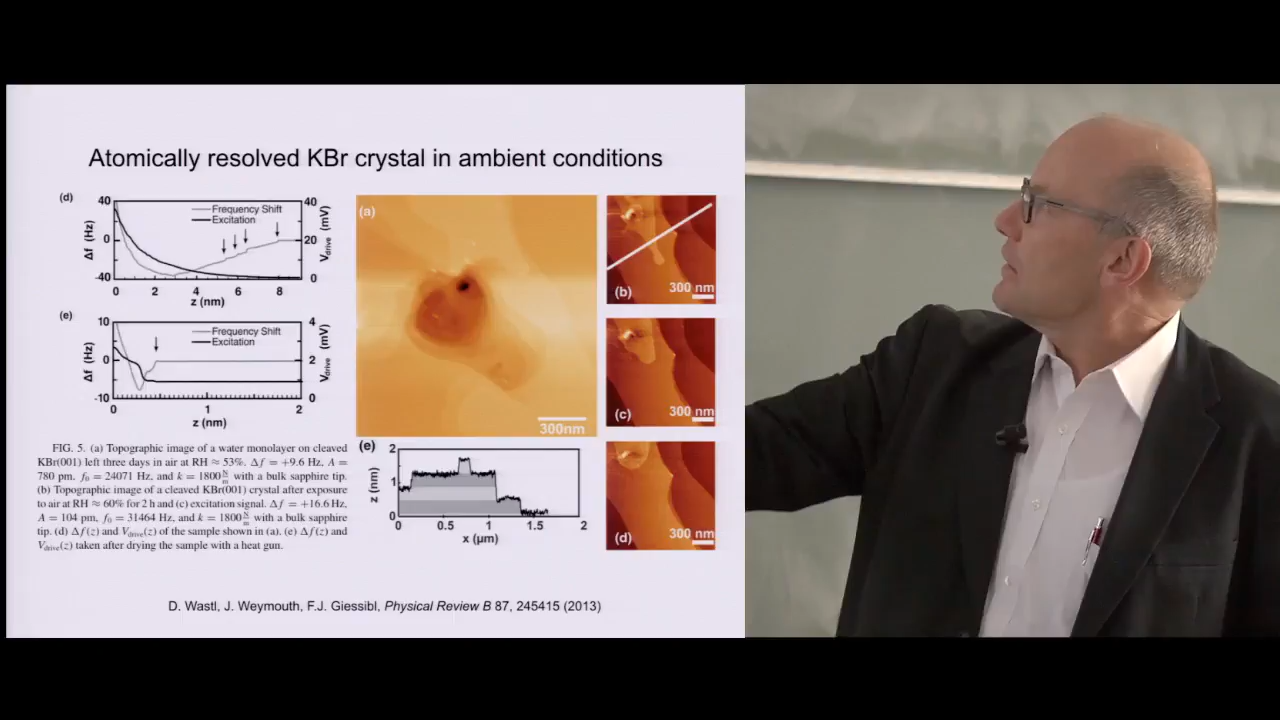 Atomically resolved KBr crystal in ambient conditions
(d)
40
0
-40
Δf (Hz)
Frequency Shift
Excitation
40
20
0
Vdrive (mV)
0 2 4 6 8
z (nm)
(e)
10
0
-10
Δf (Hz)
Frequency Shift
Excitation
4
2
0
Vdrive (mV)
0 1 2
z (nm)
FIG. 5. (a) Topographic image of a water monolayer on cleaved
KBr(001) left three days in air at RH ≈ 53%. Δf = +9.6 Hz, A =
780 pm, f0 = 24071 Hz, and k = 1800 N/m with a bulk sapphire tip.
(b) Topographic image of a cleaved KBr(001) crystal after exposure
to air at RH ≈ 60% for 2 h and (c) excitation signal. Δf = +16.6 Hz,
A = 104 pm, f0 = 31464 Hz, and k = 1800 N/m with a bulk sapphire
tip. (d) Δf(z) and Vdrive(z) of the sample shown in (a). (e) Δf(z) and
Vdrive(z) taken after drying the sample with a heat gun.
(a)
300nm
(e)
2
1
0
z (nm)
0 0.5 1 1.5 2
x (μm)
(b) 300 nm
(c) 300 nm
(d) 300 nm
D. Wastl, J. Weymouth, F.J. Giessibl, Physical Review B 87, 245415 (2013)